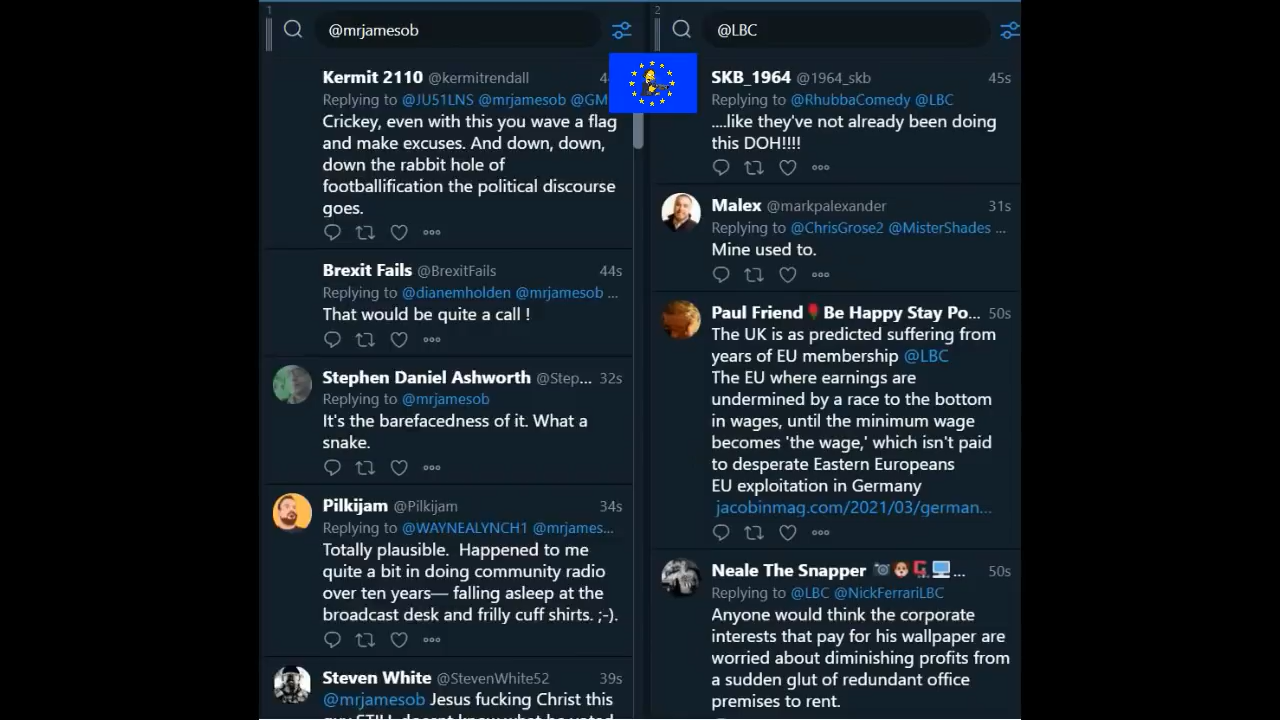 1
@mrjamesob
Kermit 2110 @kermitrendall
Replying to @JU51LNS @mrjamesob @GM
Crickey, even with this you wave a flag
and make excuses. And down, down,
down the rabbit hole of
footballification the political discourse
goes.
Brexit Fails @BrexitFails 44s
Replying to @dianemholden @mrjamesob ...
That would be quite a call !
Stephen Daniel Ashworth @Step... 32s
Replying to @mrjamesob
It's the barefacedness of it. What a
snake.
Pilkijam @Pilkijam 34s
Replying to @WAYNEALYNCH1 @mrjames...
Totally plausible. Happened to me
quite a bit in doing community radio
over ten years— falling asleep at the
broadcast desk and frilly cuff shirts. ;-).
Steven White @StevenWhite52 39s
@mrjamesob Jesus fucking Christ this
2
@LBC
SKB_1964 @1964_skb 45s
Replying to @RhubbaComedy @LBC
....like they've not already been doing
this DOH!!!!
Malex @markpalexander 31s
Replying to @ChrisGrose2 @MisterShades ...
Mine used to.
Paul Friend🌹Be Happy Stay Po... 50s
The UK is as predicted suffering from
years of EU membership @LBC
The EU where earnings are
undermined by a race to the bottom
in wages, until the minimum wage
becomes 'the wage,' which isn't paid
to desperate Eastern Europeans
EU exploitation in Germany
jacobinmag.com/2021/03/german...
Neale The Snapper ... 50s
Replying to @LBC @NickFerrariLBC
Anyone would think the corporate
interests that pay for his wallpaper are
worried about diminishing profits from
a sudden glut of redundant office
premises to rent.